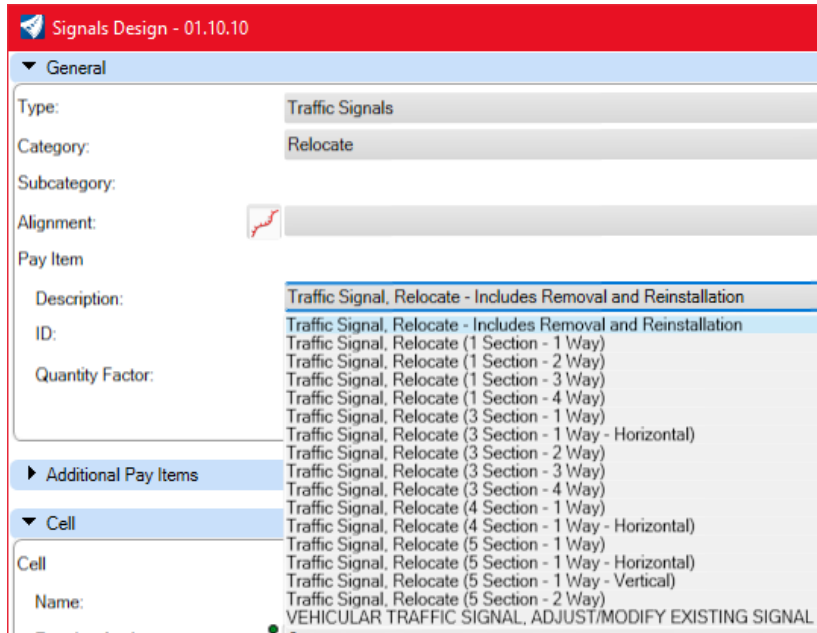 Signals Design - 01.10.10
General
Type: Traffic Signals
Category: Relocate
Subcategory:
Alignment:
Pay Item
Description: Traffic Signal, Relocate - Includes Removal and Reinstallation
ID:
Quantity Factor:
Traffic Signal, Relocate - Includes Removal and Reinstallation
Traffic Signal, Relocate (1 Section - 1 Way)
Traffic Signal, Relocate (1 Section - 2 Way)
Traffic Signal, Relocate (1 Section - 3 Way)
Traffic Signal, Relocate (1 Section - 4 Way)
Traffic Signal, Relocate (3 Section - 1 Way)
Traffic Signal, Relocate (3 Section - 1 Way - Horizontal)
Traffic Signal, Relocate (3 Section - 2 Way)
Traffic Signal, Relocate (3 Section - 3 Way)
Traffic Signal, Relocate (3 Section - 4 Way)
Traffic Signal, Relocate (4 Section - 1 Way)
Traffic Signal, Relocate (4 Section - 1 Way - Horizontal)
Traffic Signal, Relocate (5 Section - 1 Way)
Traffic Signal, Relocate (5 Section - 1 Way - Horizontal)
Traffic Signal, Relocate (5 Section - 1 Way - Vertical)
Traffic Signal, Relocate (5 Section - 2 Way)
VEHICULAR TRAFFIC SIGNAL, ADJUST/MODIFY EXISTING SIGNAL
Additional Pay Items
Cell
Cell
Name: